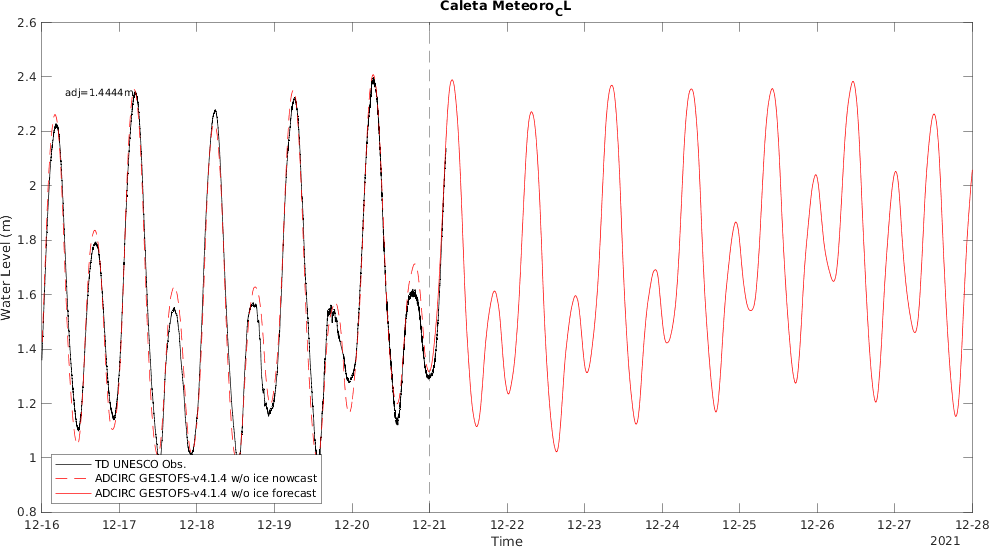 Caleta Meteoro_CL
2.6
2.4
2.2
2
1.8
1.6
1.4
1.2
1
0.8
Water Level (m)
adj=1.4444m
TD UNESCO Obs.
ADCIRC GESTOFS-v4.1.4 w/o ice nowcast
ADCIRC GESTOFS-v4.1.4 w/o ice forecast
12-16 12-17 12-18 12-19 12-20 12-21 12-22 12-23 12-24 12-25 12-26 12-27 12-28
Time
2021